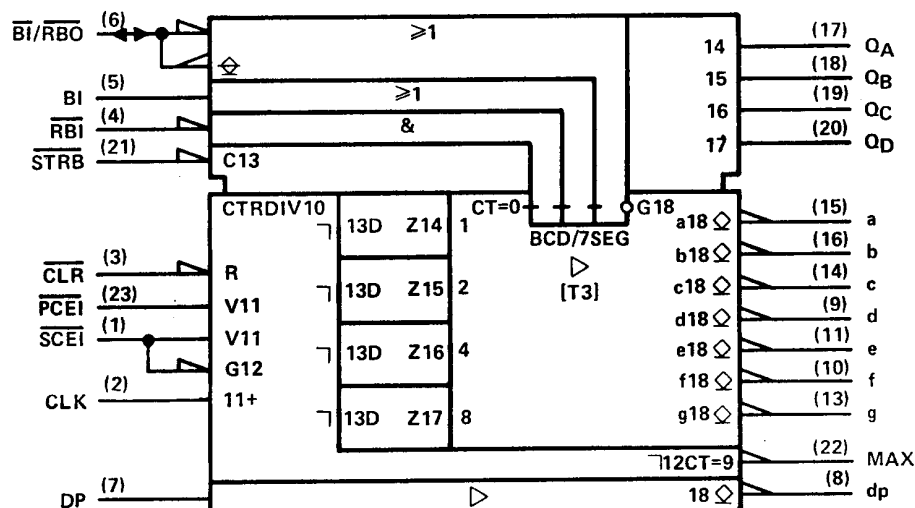 BI/RBO (6) ≥1 14 (17) QA
15 (18) QB
BI (5) ≥1 16 (19) QC
RBI (4) & 17 (20) QD
STRB (21) C13
CTRDIV10 13D Z14 1 CT=0 G18 a18 (15) a
BCD/7SEG b18 (16) b
CLR (3) R [T3] c18 (14) c
PCEI (23) V11 13D Z15 2 d18 (9) d
SCEI (1) V11 13D Z16 4 e18 (11) e
G12 f18 (10) f
CLK (2) 11+ 13D Z17 8 g18 (13) g
12CT=9 (22) MAX
DP (7) 18 (8) dp